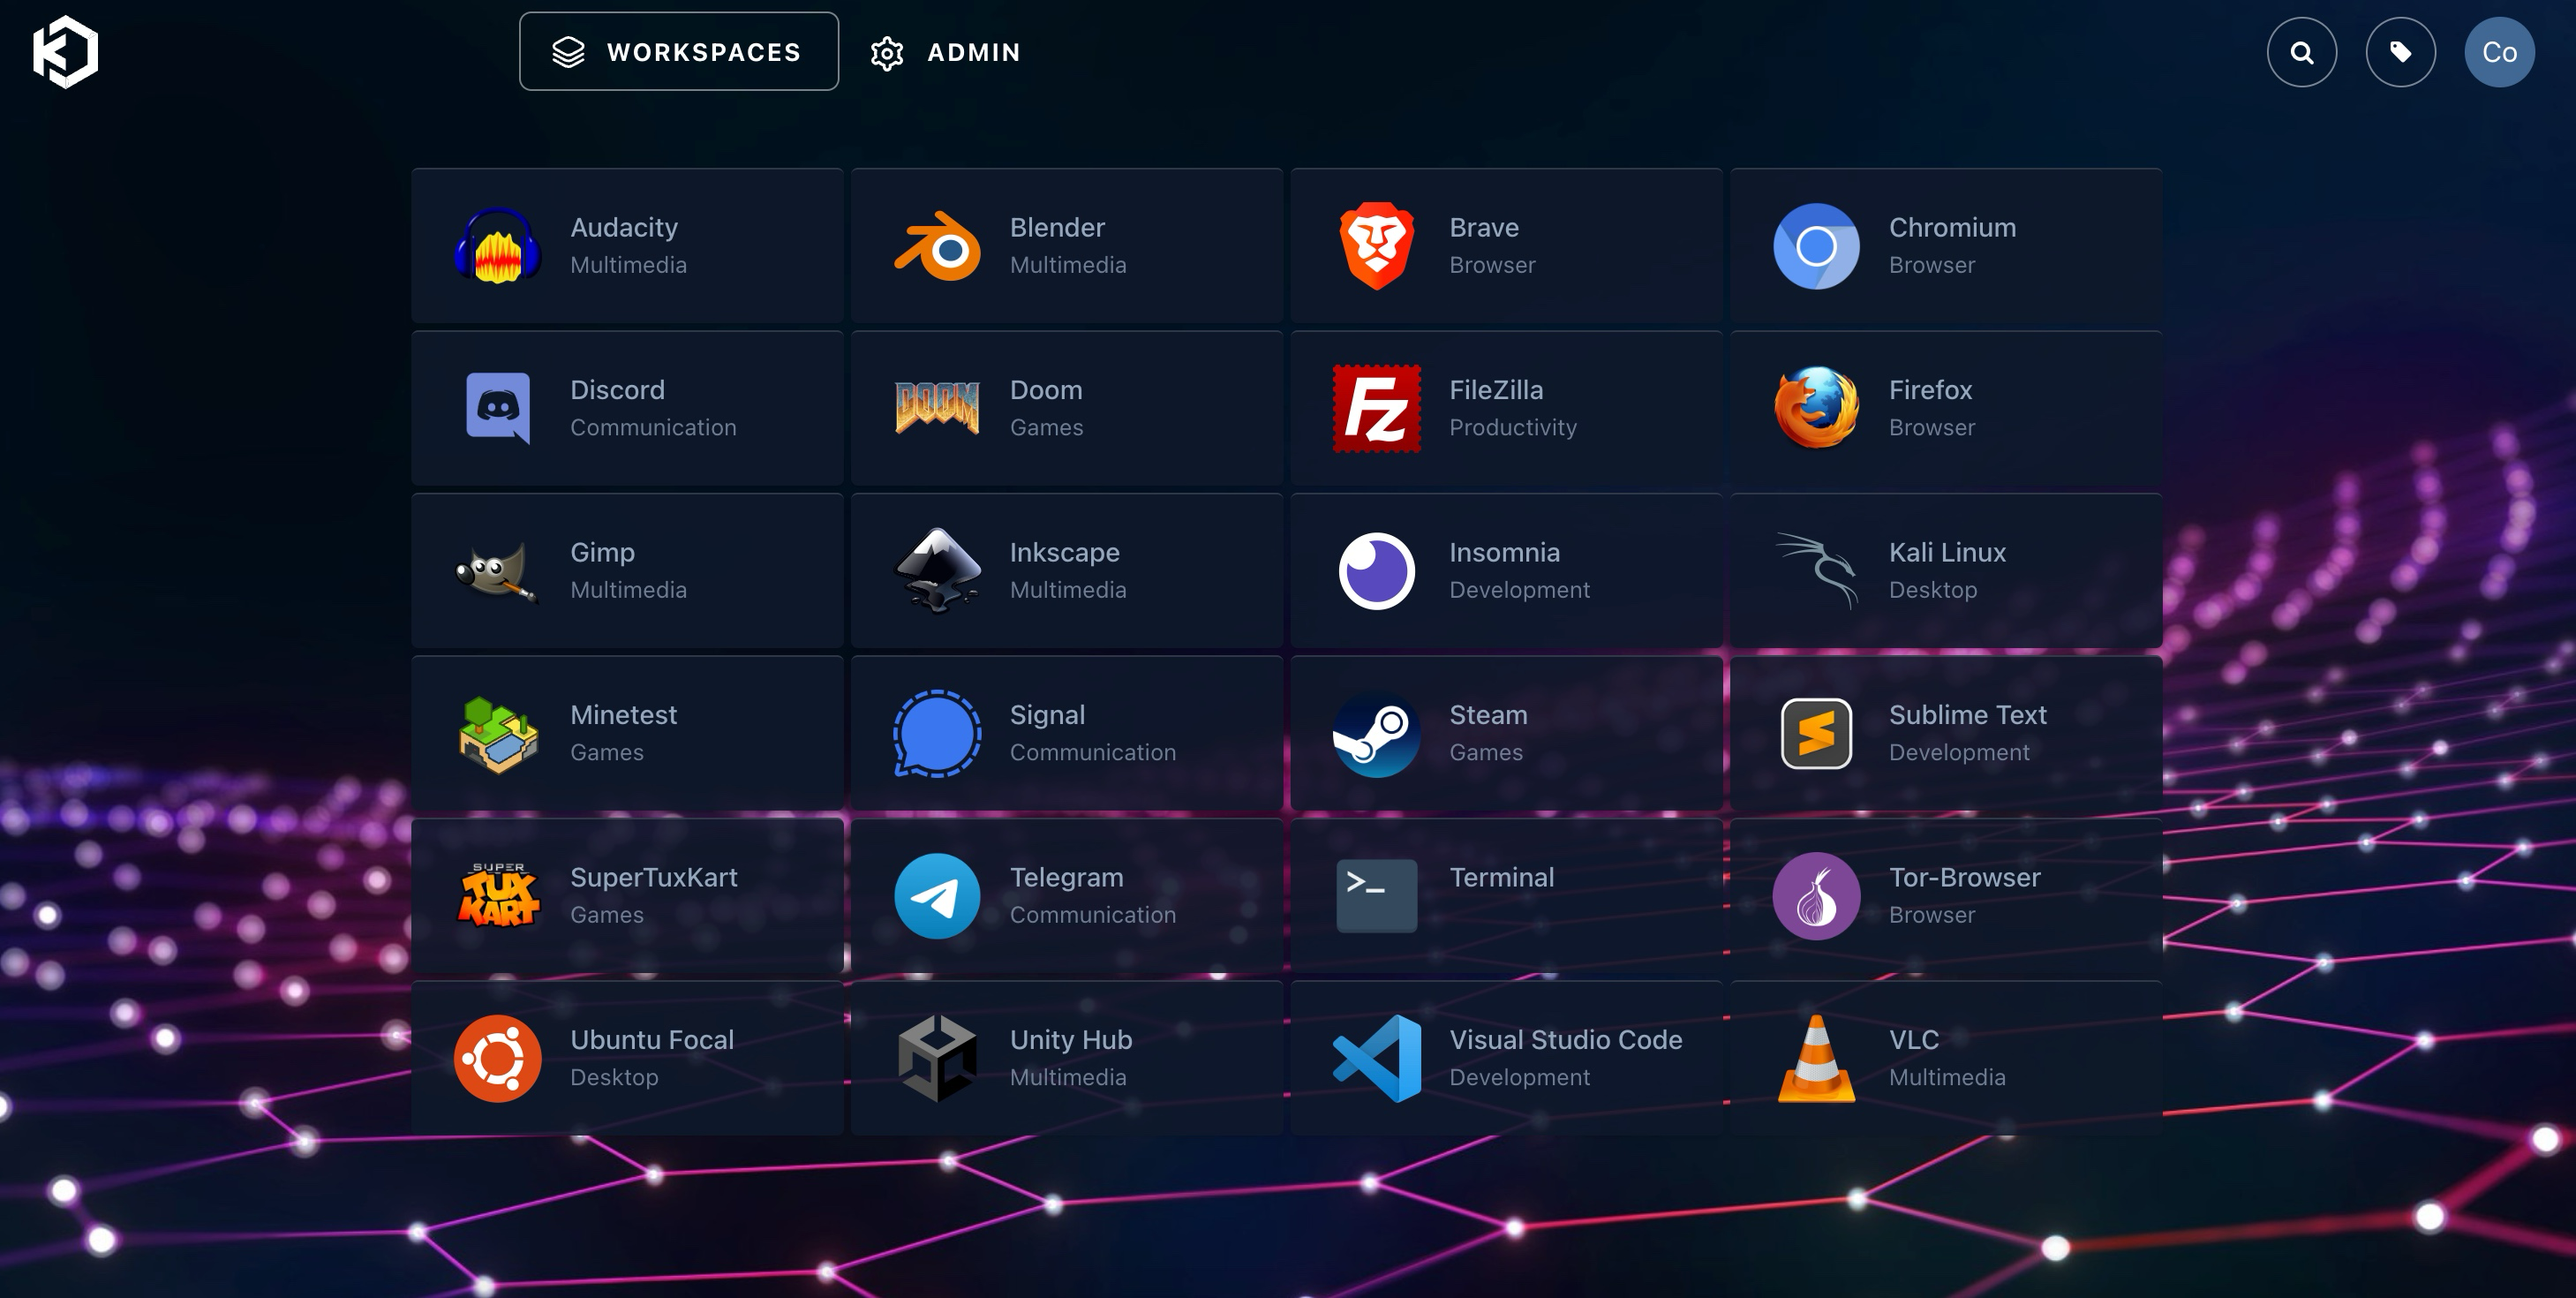 WORKSPACES
ADMIN
Co
Audacity
Multimedia
Blender
Multimedia
Brave
Browser
Chromium
Browser
Discord
Communication
DOOM
Doom
Games
Fz
FileZilla
Productivity
Firefox
Browser
Gimp
Multimedia
Inkscape
Multimedia
Insomnia
Development
Kali Linux
Desktop
Minetest
Games
Signal
Communication
Steam
Games
Sublime Text
Development
SUPER
TUX
KART
SuperTuxKart
Games
Telegram
Communication
>_
Terminal
Tor-Browser
Browser
Ubuntu Focal
Desktop
Unity Hub
Multimedia
Visual Studio Code
Development
VLC
Multimedia